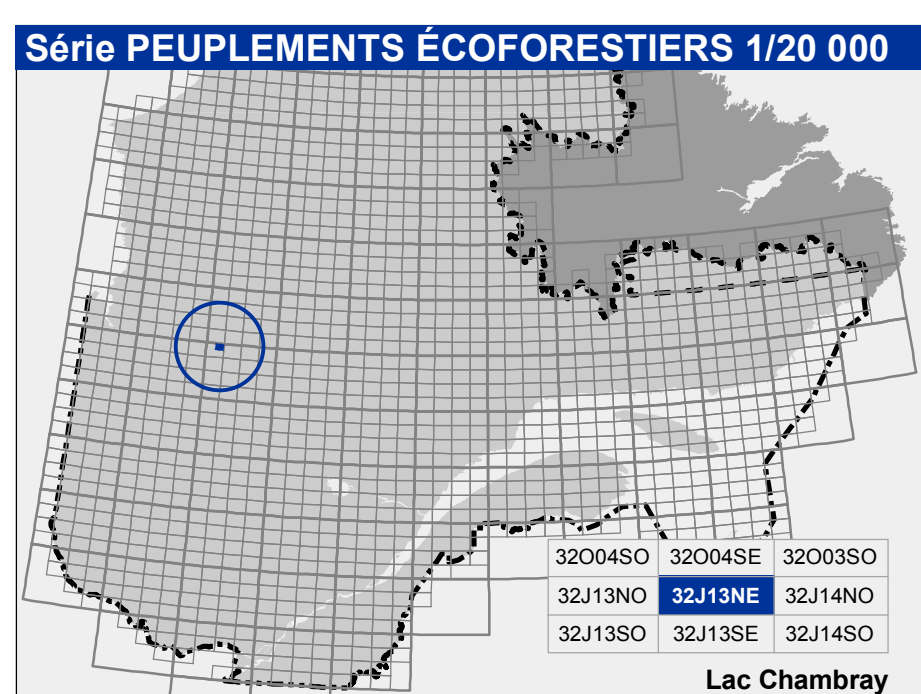 Série PEUPLEMENTS ÉCOFORESTIERS 1/20 000
32O04SO 32O04SE 32O03SO
32J13NO 32J13NE 32J14NO
32J13SO 32J13SE 32J14SO
Lac Chambray